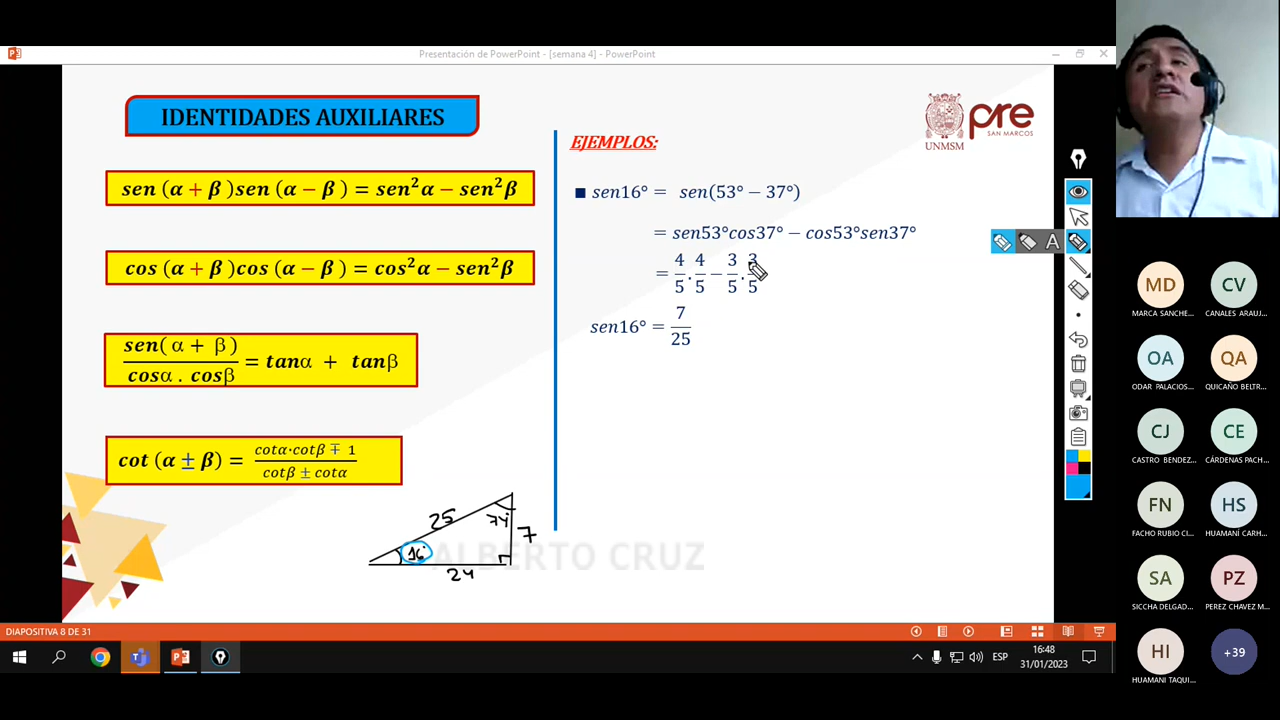 Presentación de PowerPoint - [semana 4] - PowerPoint
IDENTIDADES AUXILIARES
sen (α + β )sen (α − β ) = sen²α − sen²β
cos (α + β )cos (α − β ) = cos²α − sen²β
sen( α + β )
cosα . cosβ
= tanα + tanβ
cot (α ± β) =
cotα·cotβ ∓ 1
cotβ ± cotα
25
74
7
16
24
ALBERTO CRUZ
EJEMPLOS:
UNMSM
pre
SAN MARCOS
■ sen16° = sen(53° − 37°)
= sen53°cos37° − cos53°sen37°
= 4/5 . 4/5 − 3/5 . 3/5
sen16° = 7/25
A
MD
MARCA SANCHE...
CV
CANALES ARAUJ...
OA
ODAR PALACIOS...
QA
QUICAÑO BELTR...
CJ
CASTRO BENDEZ...
CE
CÁRDENAS PACH...
FN
FACHO RUBIO CI...
HS
HUAMANÍ CARH...
SA
SICCHA DELGAD...
PZ
PEREZ CHAVEZ M...
HI
HUAMANI TAQUI...
+39
DIAPOSITIVA 8 DE 31
ESP
16:48
31/01/2023